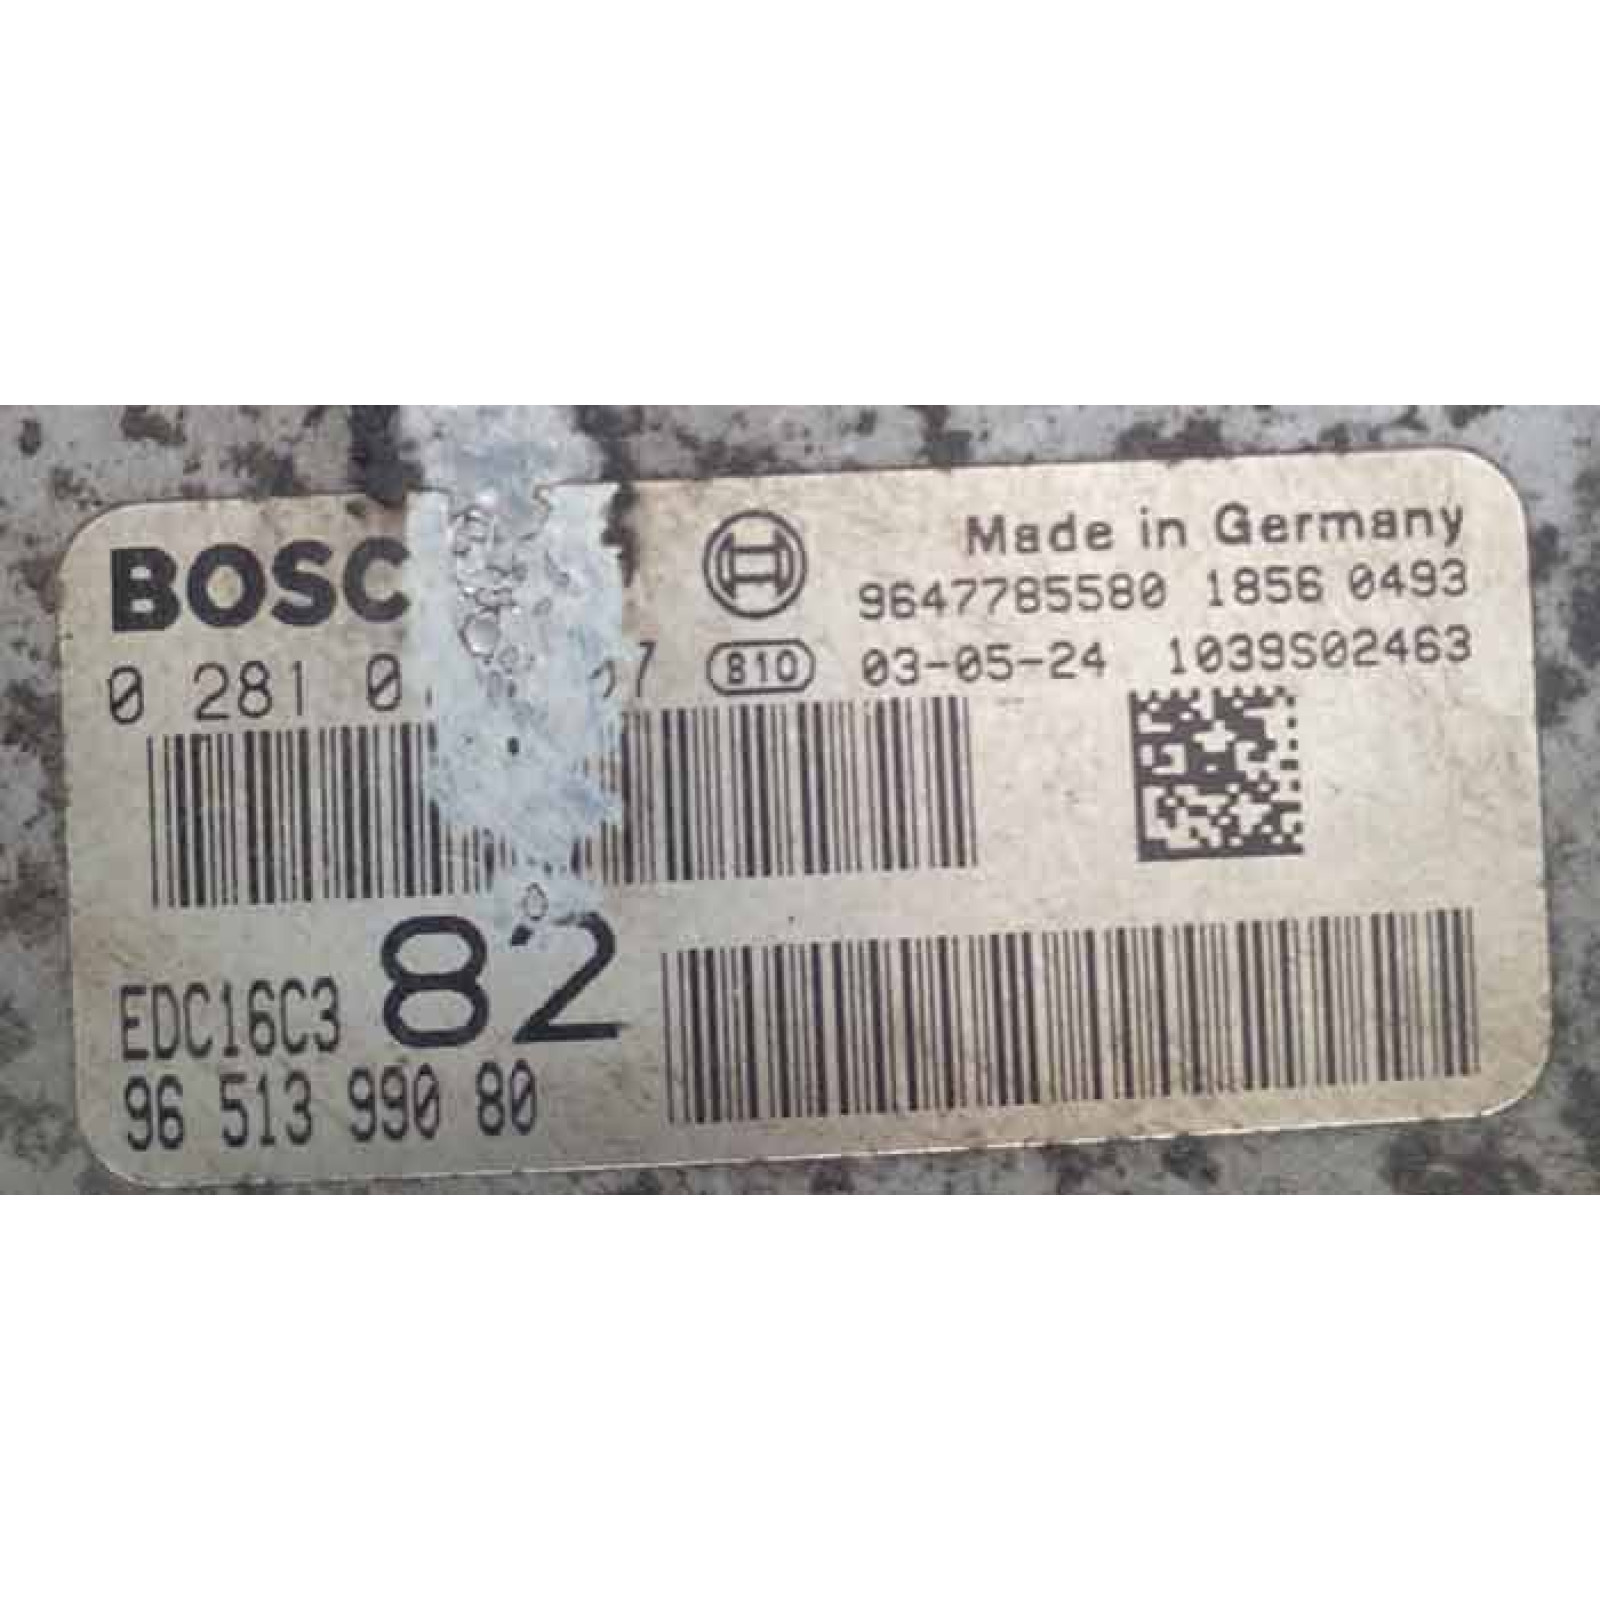 BOSC
Made in Germany
9647785580 1856 0493
0 281 0 7
810 03-05-24 1039S02463
EDC16C3 82
96 513 990 80